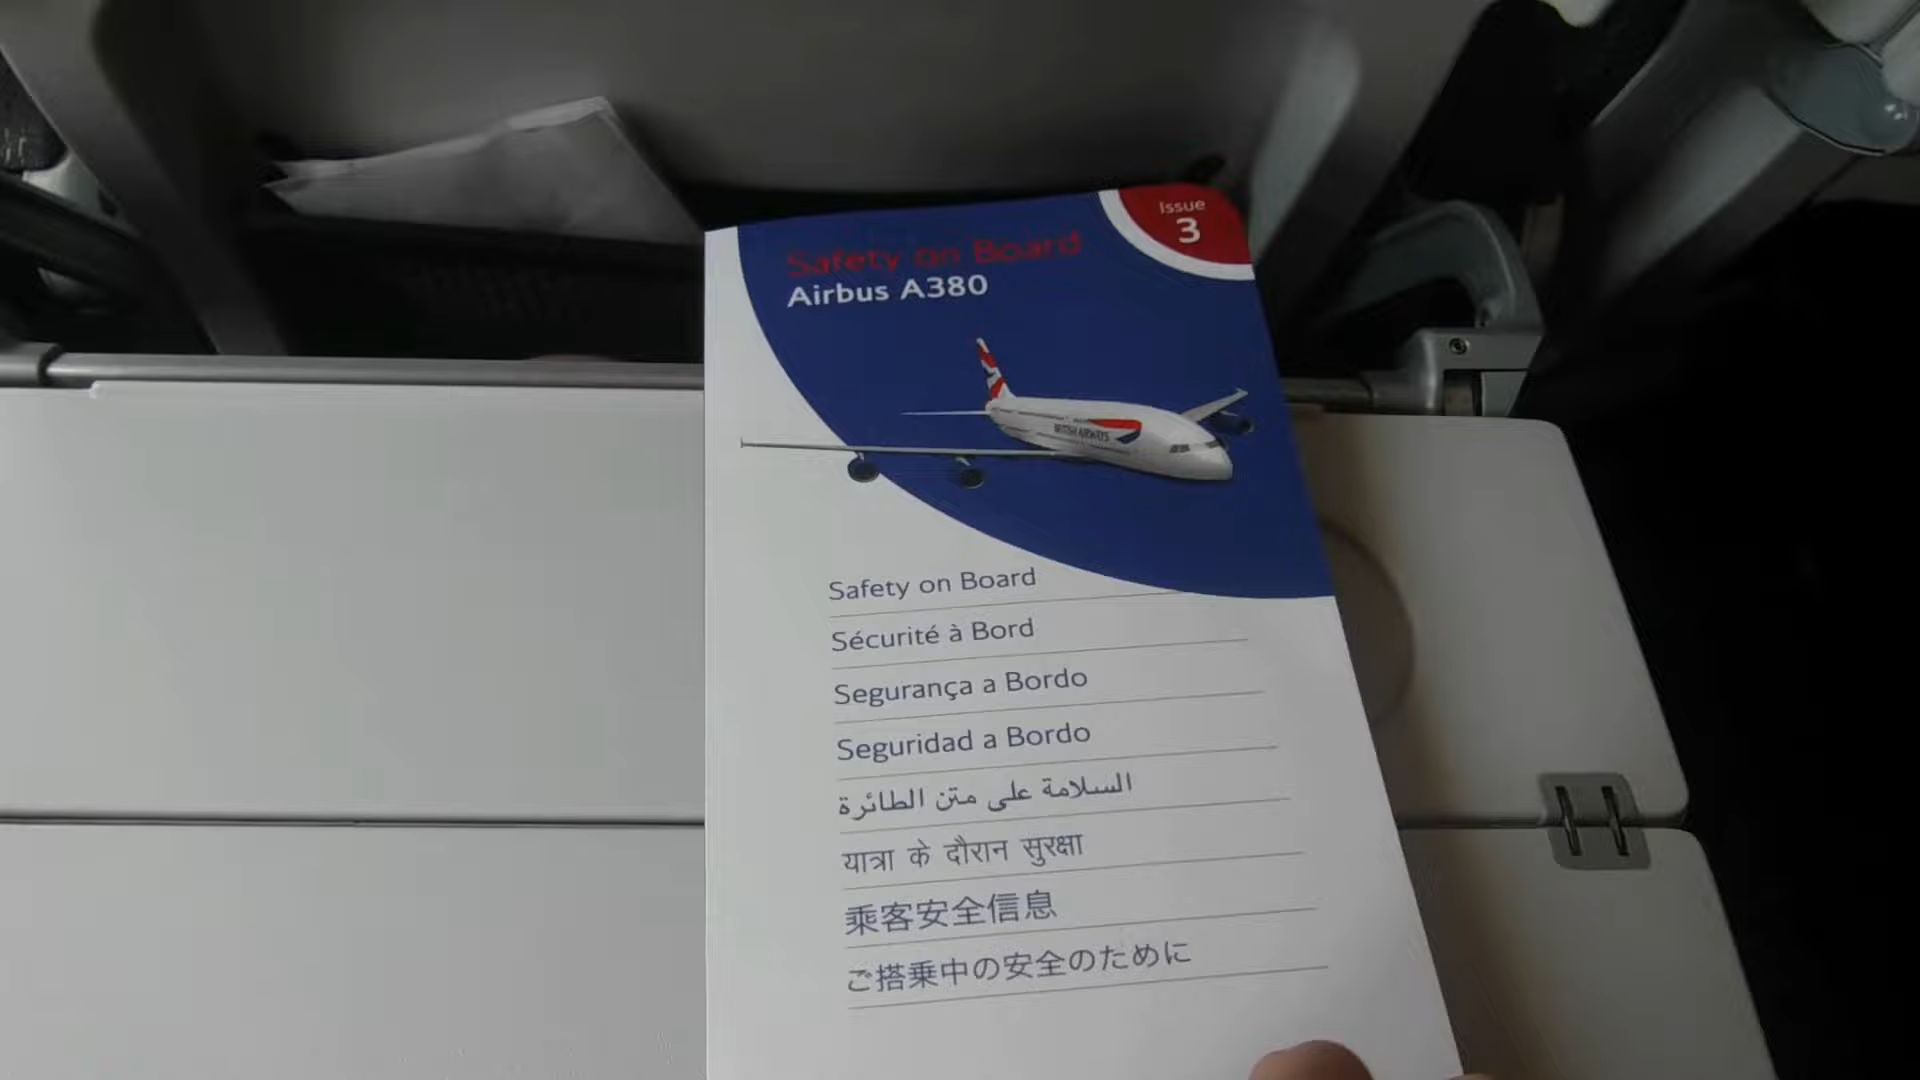 Issue
3
Safety on Board
Airbus A380
BRITISH AIRWAYS
Safety on Board
Sécurité à Bord
Segurança a Bordo
Seguridad a Bordo
السلامة على متن الطائرة
यात्रा के दौरान सुरक्षा
乘客安全信息
ご搭乗中の安全のために